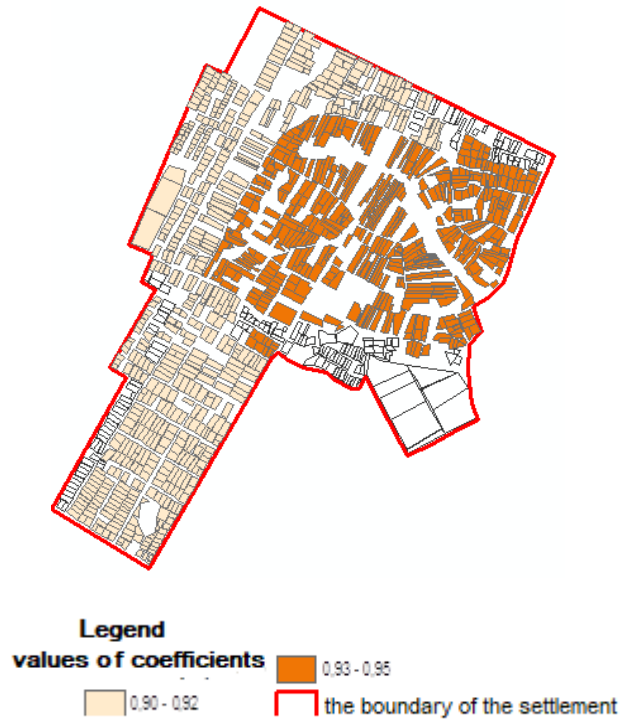 Legend
values of coefficients
0,93 - 0,95
0,90 - 0,92
the boundary of the settlement